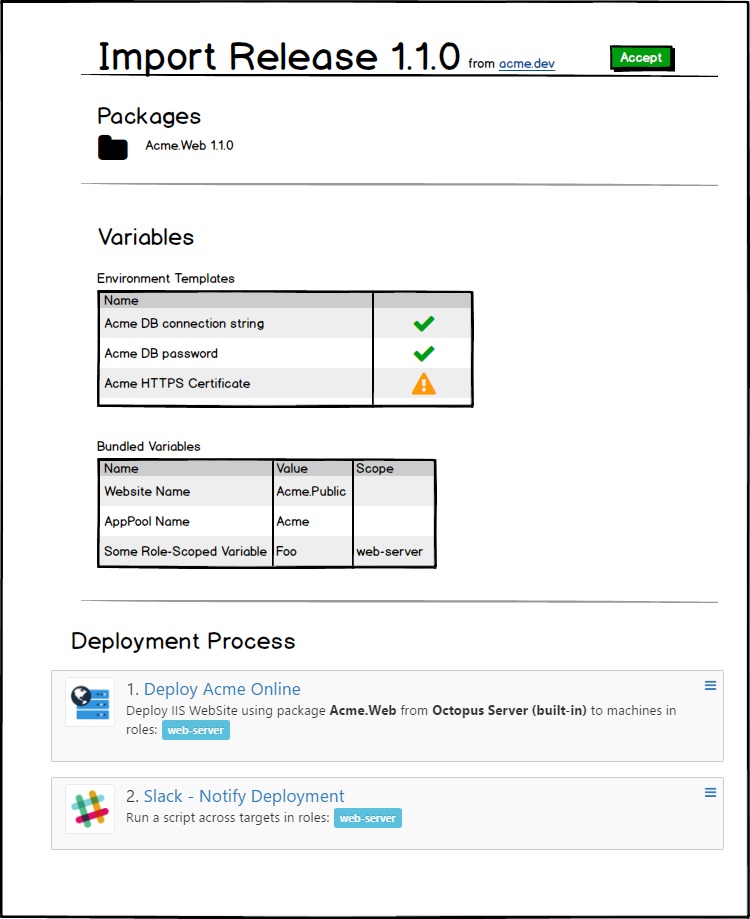 Import Release 1.1.0 from acme.dev Accept
Packages
Acme.Web 1.1.0
Variables
Environment Templates
Name
Acme DB connection string
Acme DB password
Acme HTTPS Certificate
Bundled Variables
Name Value Scope
Website Name Acme.Public
AppPool Name Acme
Some Role-Scoped Variable Foo web-server
Deployment Process
1. Deploy Acme Online
Deploy IIS WebSite using package Acme.Web from Octopus Server (built-in) to machines in
roles: web-server
2. Slack - Notify Deployment
Run a script across targets in roles: web-server